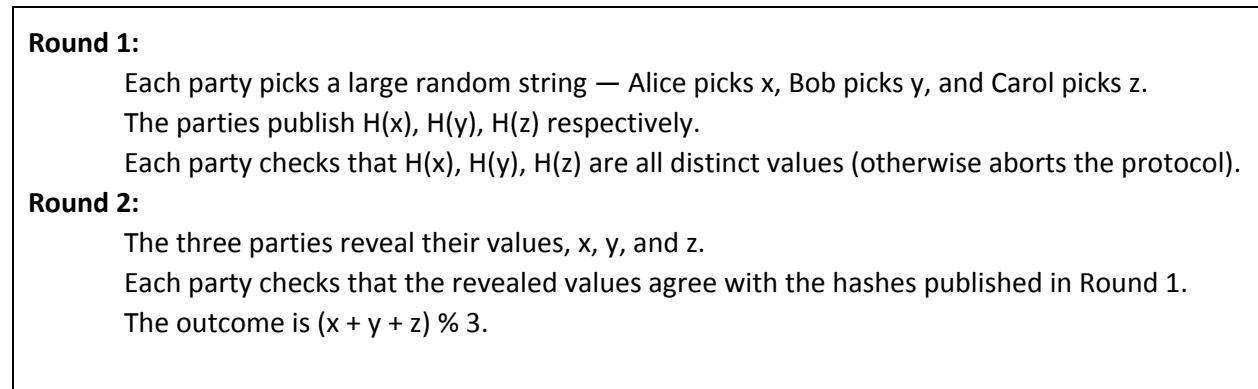 Round 1:
Each party picks a large random string — Alice picks x, Bob picks y, and Carol picks z.
The parties publish H(x), H(y), H(z) respectively.
Each party checks that H(x), H(y), H(z) are all distinct values (otherwise aborts the protocol).
Round 2:
The three parties reveal their values, x, y, and z.
Each party checks that the revealed values agree with the hashes published in Round 1.
The outcome is (x + y + z) % 3.